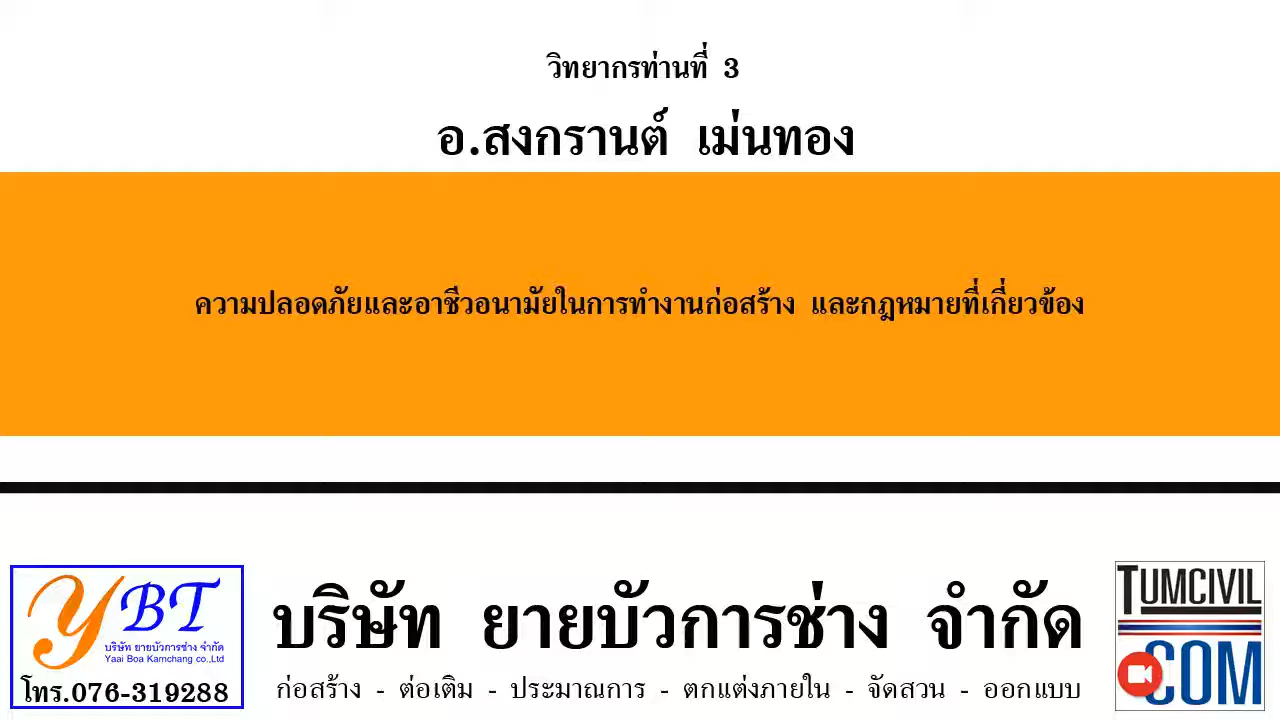 วิทยากรท่านที่ 3
อ.สงกรานต์ เม่นทอง
ความปลอดภัยและอาชีวอนามัยในการทำงานก่อสร้าง และกฎหมายที่เกี่ยวข้อง
YBT
บริษัท ยายบัวการช่าง จำกัด
Yaai Boa Kamchang co.,Ltd
โทร.076-319288
บริษัท ยายบัวการช่าง จำกัด
ก่อสร้าง - ต่อเติม - ประมาณการ - ตกแต่งภายใน - จัดสวน - ออกแบบ
TUMCIVIL
.COM